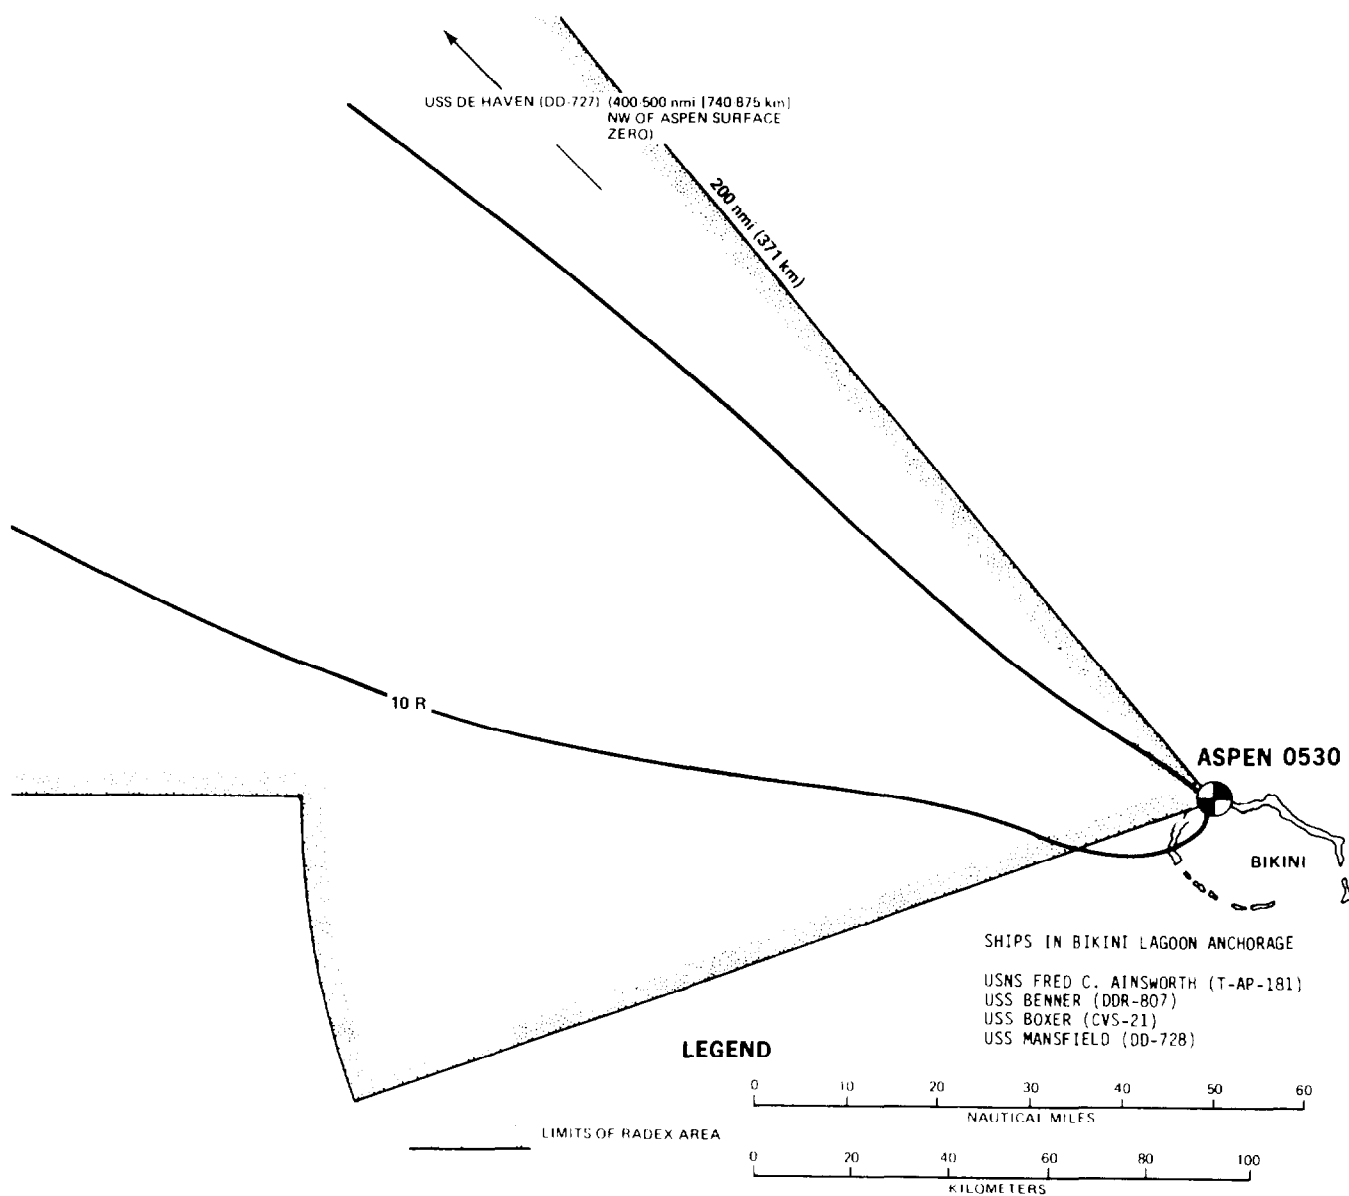 USS DE HAVEN (DD-727) (400-500 nmi [740 875 km]
NW OF ASPEN SURFACE
ZERO)
200 nmi (371 km)
10 R
ASPEN 0530
BIKINI
SHIPS IN BIKINI LAGOON ANCHORAGE
USNS FRED C. AINSWORTH (T-AP-181)
USS BENNER (DDR-807)
USS BOXER (CVS-21)
USS MANSFIELD (DD-728)
LEGEND
0 10 20 30 40 50 60
NAUTICAL MILES
LIMITS OF RADEX AREA
0 20 40 60 80 100
KILOMETERS